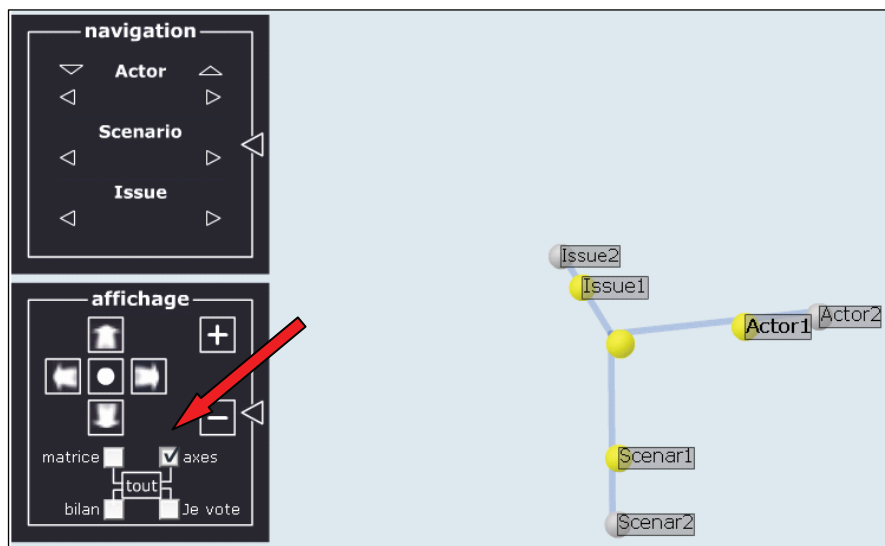 navigation
Actor
Scenario
Issue
affichage
+
−
matrice axes
tout
bilan Je vote
Issue2
Issue1
Actor1 Actor2
Scenar1
Scenar2